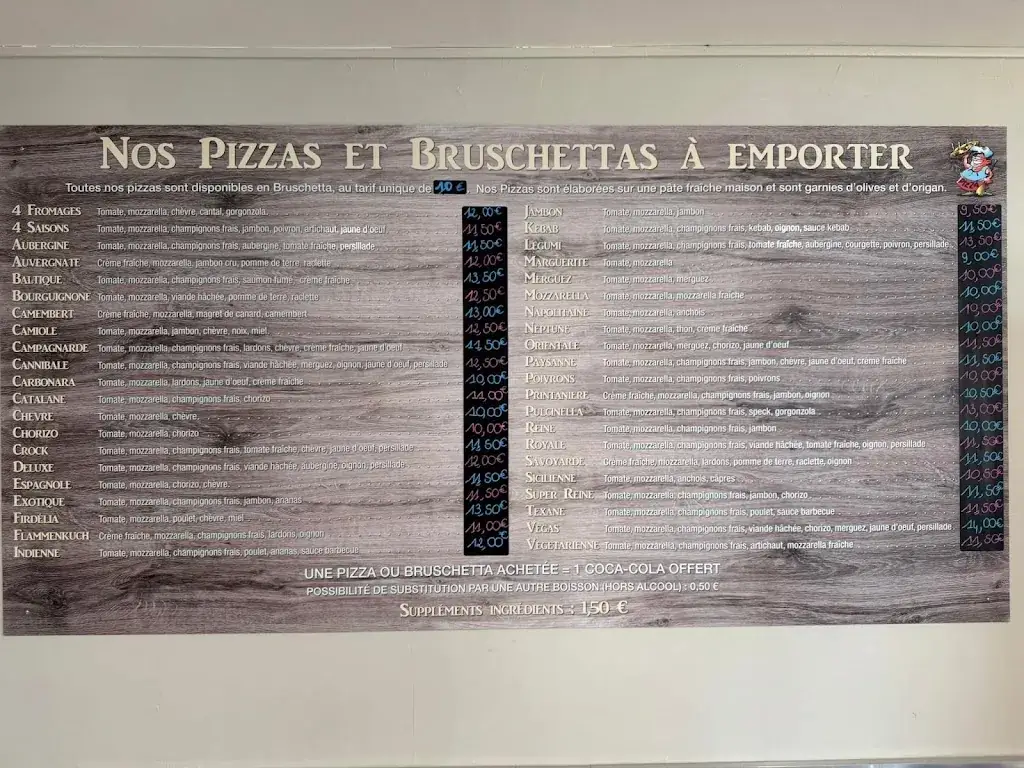 NOS PIZZAS ET BRUSCHETTAS À EMPORTER
Toutes nos pizzas sont disponibles en Bruschetta, au tarif unique de 10 €. Nos Pizzas sont élaborées sur une pâte fraîche maison et sont garnies d'olives et d'origan.
4 FROMAGES Tomate, mozzarella, chèvre, cantal, gorgonzola. 12,00€
4 SAISONS Tomate, mozzarella, champignons frais, jambon, poivron, artichaut, jaune d'oeuf 11,50€
AUBERGINE Tomate, mozzarella, champignons frais, aubergine, tomate fraîche, persillade 11,50€
AUVERGNATE Crème fraîche, mozzarella, jambon cru, pomme de terre, raclette 12,00€
BALTIQUE Tomate, mozzarella, champignons frais, saumon fumé, crème fraîche 13,50€
BOURGUIGNONE Tomate, mozzarella, viande hâchée, pomme de terre, raclette 12,50€
CAMEMBERT Crème fraîche, mozzarella, magret de canard, camembert 13,00€
CAMIOLE Tomate, mozzarella, jambon, chèvre, noix, miel 12,50€
CAMPAGNARDE Tomate, mozzarella, champignons frais, lardons, chèvre, crème fraîche, jaune d'oeuf 11,50€
CANNIBALE Tomate, mozzarella, champignons frais, viande hâchée, merguez, oignon, jaune d'oeuf, persillade 12,50€
CARBONARA Tomate, mozzarella, lardons, jaune d'oeuf, crème fraîche 10,00€
CATALANE Tomate, mozzarella, champignons frais, chorizo 11,00€
CHEVRE Tomate, mozzarella, chèvre, 10,00€
CHORIZO Tomate, mozzarella, chorizo 10,00€
CROCK Tomate, mozzarella, champignons frais, tomate fraîche, chèvre, jaune d'oeuf, persillade 11,50€
DELUXE Tomate, mozzarella, champignons frais, viande hâchée, aubergine, oignon, persillade 12,00€
ESPAGNOLE Tomate, mozzarella, chorizo, chèvre. 11,50€
EXOTIQUE Tomate, mozzarella, champignons frais, jambon, ananas 11,50€
FIRDELIA Tomate, mozzarella, poulet, chèvre, miel 13,50€
FLAMMENKUCH Crème fraîche, mozzarella, champignons frais, lardons, oignon 11,00€
INDIENNE Tomate, mozzarella, champignons frais, poulet, ananas, sauce barbecue 12,00€
JAMBON Tomate, mozzarella, jambon 9,50€
KEBAB Tomate, mozzarella, champignons frais, kebab, oignon, sauce kebab 11,50€
LEGUMI Tomate, mozzarella, champignons frais, tomate fraîche, aubergine, courgette, poivron, persillade 13,50€
MARGUERITE Tomate, mozzarella 9,00€
MERGUEZ Tomate, mozzarella, merguez 10,00€
MOZZARELLA Tomate, mozzarella, mozzarella fraîche 10,00€
NAPOLITAINE Tomate, mozzarella, anchois 10,00€
NEPTUNE Tomate, mozzarella, thon, crème fraîche 10,00€
ORIENTALE Tomate, mozzarella, merguez, chorizo, jaune d'oeuf 11,50€
PAYSANNE Tomate, mozzarella, champignons frais, jambon, chèvre, jaune d'oeuf, crème fraîche 11,50€
POIVRONS Tomate, mozzarella, champignons frais, poivrons 10,00€
PRINTANIERE Crème fraîche, mozzarella, champignons frais, jambon, oignon 10,50€
PULCINELLA Tomate, mozzarella, champignons frais, speck, gorgonzola 13,00€
REINE Tomate, mozzarella, champignons frais, jambon 10,00€
ROYALE Tomate, mozzarella, champignons frais, viande hâchée, tomate fraîche, oignon, persillade 11,50€
SAVOYARDE Crème fraîche, mozzarella, lardons, pomme de terre, raclette, oignon
SICILIENNE Tomate, mozzarella, anchois, câpres 10,50€
SUPER REINE Tomate, mozzarella, champignons frais, jambon, chorizo 11,50€
TEXANE Tomate, mozzarella, champignons frais, poulet, sauce barbecue 11,50€
VEGAS Tomate, mozzarella, champignons frais, viande hâchée, chorizo, merguez, jaune d'oeuf, persillade 14,00€
VEGETARIENNE Tomate, mozzarella, champignons frais, artichaut, mozzarella fraîche 11,50€
UNE PIZZA OU BRUSCHETTA ACHETÉE = 1 COCA-COLA OFFERT
POSSIBILITÉ DE SUBSTITUTION PAR UNE AUTRE BOISSON (HORS ALCOOL) : 0,50 €
SUPPLÉMENTS INGRÉDIENTS : 1,50 €